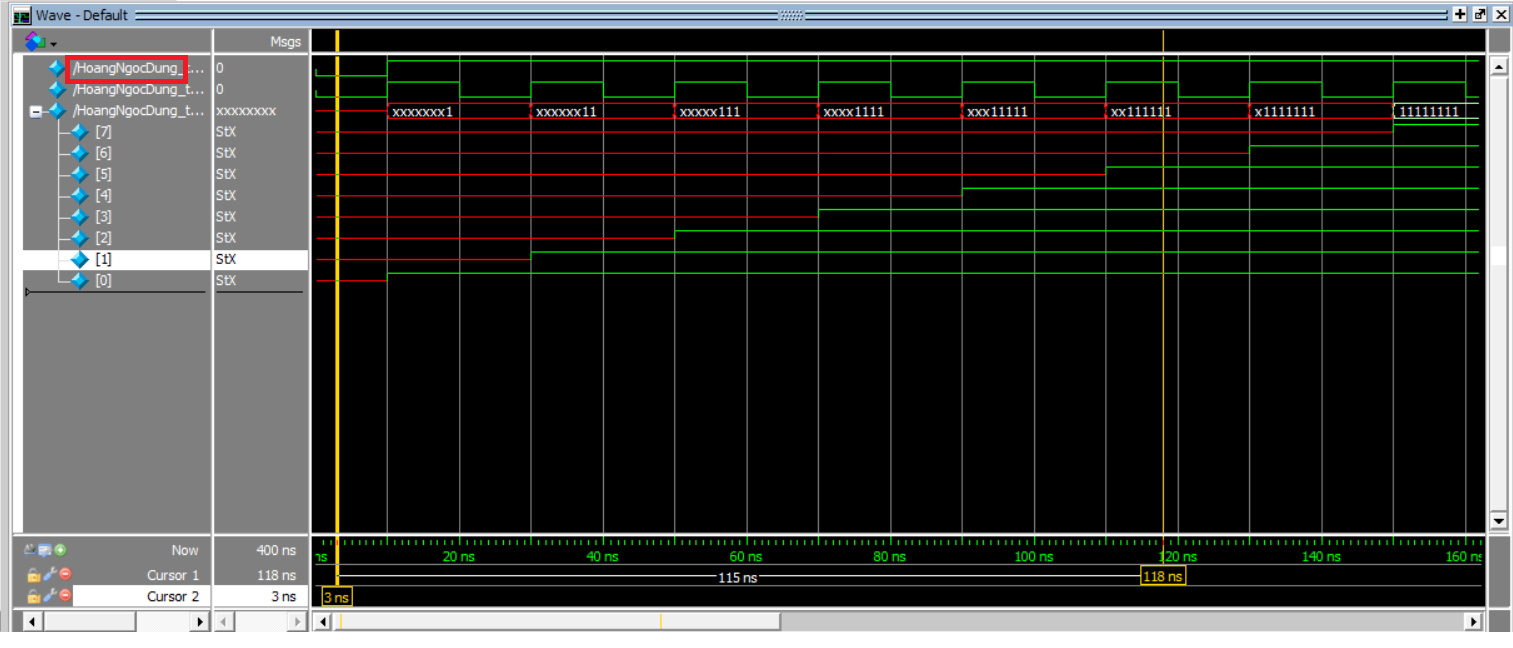 Wave - Default
Msgs
/HoangNgocDung_t... 0
/HoangNgocDung_t... 0
/HoangNgocDung_t... xxxxxxxx xxxxxxx1 xxxxxx11 xxxxx111 xxxx1111 xxx11111 xx111111 x1111111 11111111
[7] StX
[6] StX
[5] StX
[4] StX
[3] StX
[2] StX
[1] StX
[0] StX
Now 400 ns ns 20 ns 40 ns 60 ns 80 ns 100 ns 120 ns 140 ns 160 ns
Cursor 1 118 ns 115 ns 118 ns
Cursor 2 3 ns 3 ns